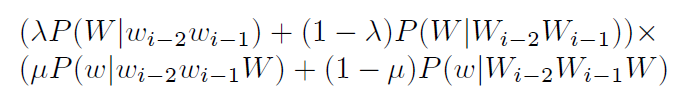 (λP(W|w_{i−2}w_{i−1}) + (1 − λ)P(W|W_{i−2}W_{i−1}))×
(μP(w|w_{i−2}w_{i−1}W) + (1 − μ)P(w|W_{i−2}W_{i−1}W)